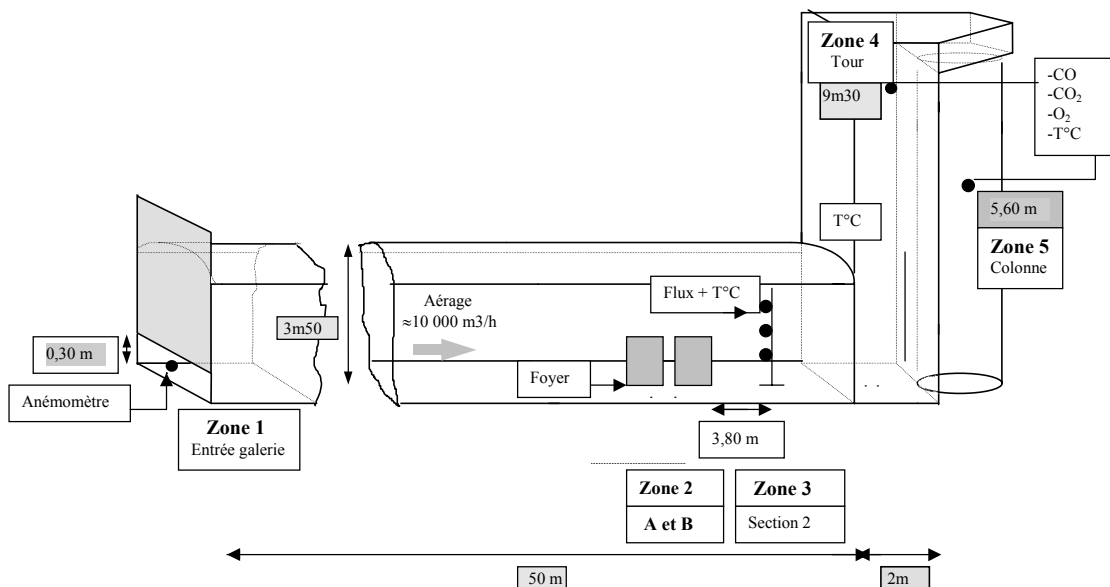 Zone 4
Tour
9m30
-CO
-CO₂
-O₂
-T°C
T°C
5,60 m
Zone 5
Colonne
Flux + T°C
Aérage
≈10 000 m3/h
3m50
0,30 m
Foyer
Anémomètre
Zone 1
Entrée galerie
3,80 m
Zone 2
A et B
Zone 3
Section 2
50 m
2m